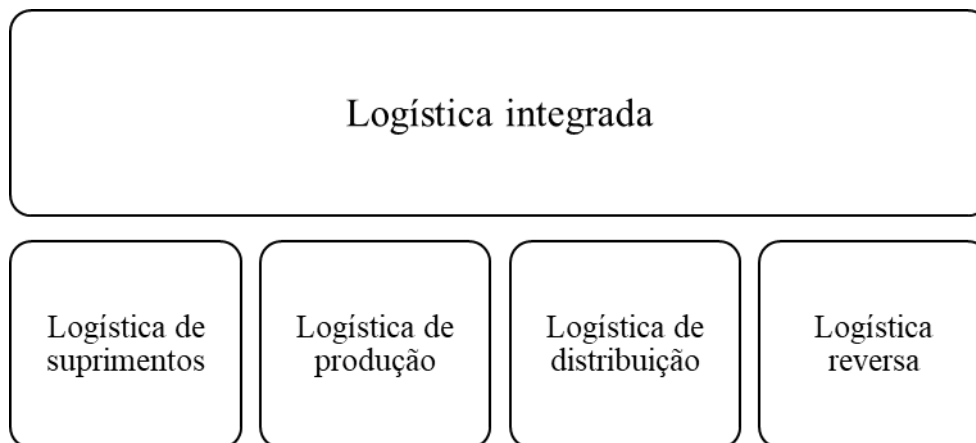 Logística integrada
Logística de
suprimentos
Logística de
produção
Logística de
distribuição
Logística
reversa